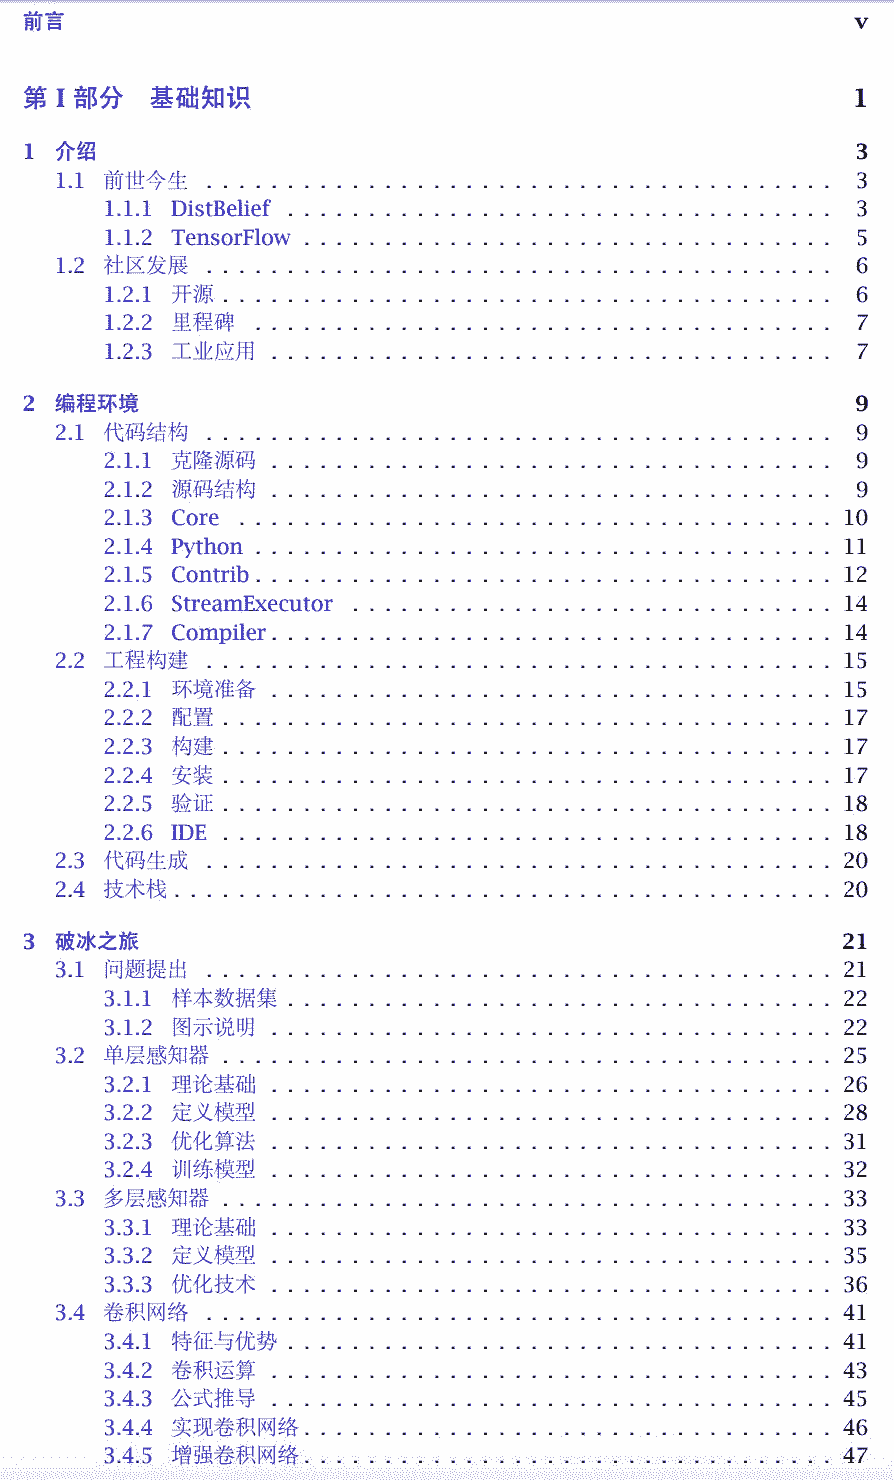 前言 v
第 I 部分 基础知识 1
1 介绍 3
1.1 前世今生 . . . . . . . . . . . . . . . . . . . . . . . . . . . . . . . . . . . . . . . 3
1.1.1 DistBelief . . . . . . . . . . . . . . . . . . . . . . . . . . . . . . . . . . 3
1.1.2 TensorFlow . . . . . . . . . . . . . . . . . . . . . . . . . . . . . . . . . 5
1.2 社区发展 . . . . . . . . . . . . . . . . . . . . . . . . . . . . . . . . . . . . . . . 6
1.2.1 开源 . . . . . . . . . . . . . . . . . . . . . . . . . . . . . . . . . . . . . . 6
1.2.2 里程碑 . . . . . . . . . . . . . . . . . . . . . . . . . . . . . . . . . . . . 7
1.2.3 工业应用 . . . . . . . . . . . . . . . . . . . . . . . . . . . . . . . . . . . 7
2 编程环境 9
2.1 代码结构 . . . . . . . . . . . . . . . . . . . . . . . . . . . . . . . . . . . . . . . 9
2.1.1 克隆源码 . . . . . . . . . . . . . . . . . . . . . . . . . . . . . . . . . . . 9
2.1.2 源码结构 . . . . . . . . . . . . . . . . . . . . . . . . . . . . . . . . . . . 9
2.1.3 Core . . . . . . . . . . . . . . . . . . . . . . . . . . . . . . . . . . . . . 10
2.1.4 Python . . . . . . . . . . . . . . . . . . . . . . . . . . . . . . . . . . . . 11
2.1.5 Contrib . . . . . . . . . . . . . . . . . . . . . . . . . . . . . . . . . . . . 12
2.1.6 StreamExecutor . . . . . . . . . . . . . . . . . . . . . . . . . . . . . . 14
2.1.7 Compiler . . . . . . . . . . . . . . . . . . . . . . . . . . . . . . . . . . . 14
2.2 工程构建 . . . . . . . . . . . . . . . . . . . . . . . . . . . . . . . . . . . . . . . 15
2.2.1 环境准备 . . . . . . . . . . . . . . . . . . . . . . . . . . . . . . . . . . . 15
2.2.2 配置 . . . . . . . . . . . . . . . . . . . . . . . . . . . . . . . . . . . . . . 17
2.2.3 构建 . . . . . . . . . . . . . . . . . . . . . . . . . . . . . . . . . . . . . . 17
2.2.4 安装 . . . . . . . . . . . . . . . . . . . . . . . . . . . . . . . . . . . . . . 17
2.2.5 验证 . . . . . . . . . . . . . . . . . . . . . . . . . . . . . . . . . . . . . . 18
2.2.6 IDE . . . . . . . . . . . . . . . . . . . . . . . . . . . . . . . . . . . . . . 18
2.3 代码生成 . . . . . . . . . . . . . . . . . . . . . . . . . . . . . . . . . . . . . . . 20
2.4 技术栈 . . . . . . . . . . . . . . . . . . . . . . . . . . . . . . . . . . . . . . . . . 20
3 破冰之旅 21
3.1 问题提出 . . . . . . . . . . . . . . . . . . . . . . . . . . . . . . . . . . . . . . . 21
3.1.1 样本数据集 . . . . . . . . . . . . . . . . . . . . . . . . . . . . . . . . . . 22
3.1.2 图示说明 . . . . . . . . . . . . . . . . . . . . . . . . . . . . . . . . . . . 22
3.2 单层感知器 . . . . . . . . . . . . . . . . . . . . . . . . . . . . . . . . . . . . . . 25
3.2.1 理论基础 . . . . . . . . . . . . . . . . . . . . . . . . . . . . . . . . . . . 26
3.2.2 定义模型 . . . . . . . . . . . . . . . . . . . . . . . . . . . . . . . . . . . 28
3.2.3 优化算法 . . . . . . . . . . . . . . . . . . . . . . . . . . . . . . . . . . . 31
3.2.4 训练模型 . . . . . . . . . . . . . . . . . . . . . . . . . . . . . . . . . . . 32
3.3 多层感知器 . . . . . . . . . . . . . . . . . . . . . . . . . . . . . . . . . . . . . . 33
3.3.1 理论基础 . . . . . . . . . . . . . . . . . . . . . . . . . . . . . . . . . . . 33
3.3.2 定义模型 . . . . . . . . . . . . . . . . . . . . . . . . . . . . . . . . . . . 35
3.3.3 优化技术 . . . . . . . . . . . . . . . . . . . . . . . . . . . . . . . . . . . 36
3.4 卷积网络 . . . . . . . . . . . . . . . . . . . . . . . . . . . . . . . . . . . . . . . 41
3.4.1 特征与优势 . . . . . . . . . . . . . . . . . . . . . . . . . . . . . . . . . . 41
3.4.2 卷积运算 . . . . . . . . . . . . . . . . . . . . . . . . . . . . . . . . . . . 43
3.4.3 公式推导 . . . . . . . . . . . . . . . . . . . . . . . . . . . . . . . . . . . 45
3.4.4 实现卷积网络 . . . . . . . . . . . . . . . . . . . . . . . . . . . . . . . . . 46
3.4.5 增强卷积网络 . . . . . . . . . . . . . . . . . . . . . . . . . . . . . . . . . 47